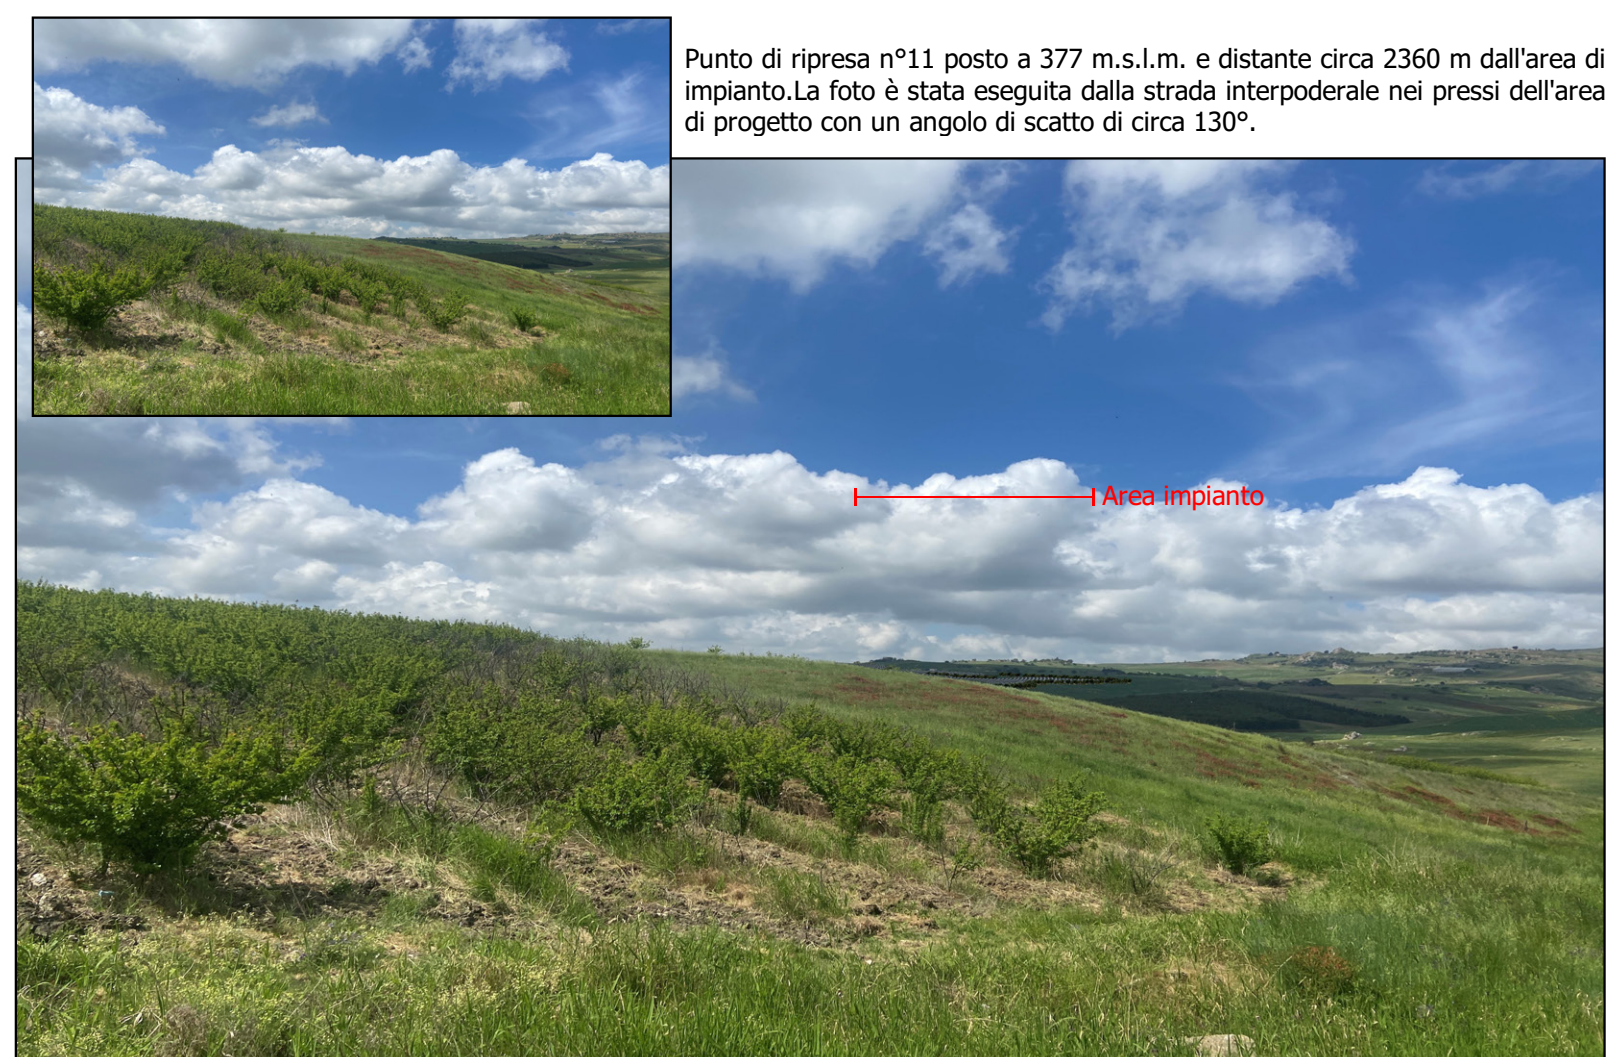 Punto di ripresa n°11 posto a 377 m.s.l.m. e distante circa 2360 m dall'area di
impianto.La foto è stata eseguita dalla strada interpoderale nei pressi dell'area
di progetto con un angolo di scatto di circa 130°.
Area impianto